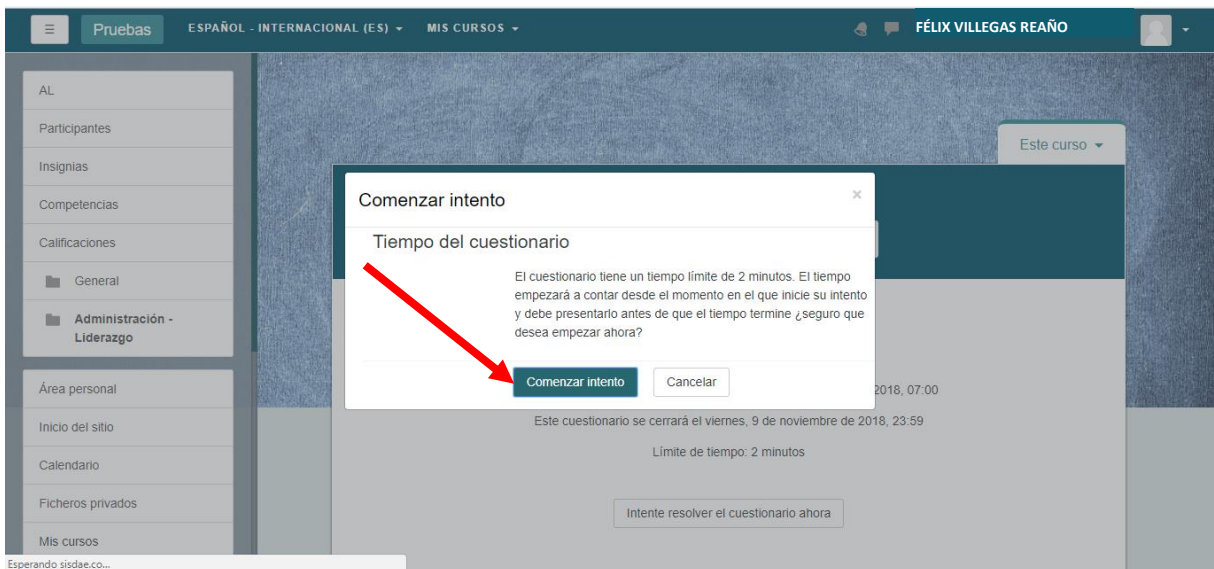 Pruebas
ESPAÑOL - INTERNACIONAL (ES)
MIS CURSOS
FÉLIX VILLEGAS REAÑO
AL
Participantes
Insignias
Competencias
Calificaciones
General
Administración -
Liderazgo
Área personal
Inicio del sitio
Calendario
Ficheros privados
Mis cursos
Esperando sisdae.co...
Este curso
Comenzar intento
×
Tiempo del cuestionario
El cuestionario tiene un tiempo límite de 2 minutos. El tiempo
empezará a contar desde el momento en el que inicie su intento
y debe presentarlo antes de que el tiempo termine ¿seguro que
desea empezar ahora?
Comenzar intento
Cancelar
2018, 07:00
Este cuestionario se cerrará el viernes, 9 de noviembre de 2018, 23:59
Límite de tiempo: 2 minutos
Intente resolver el cuestionario ahora